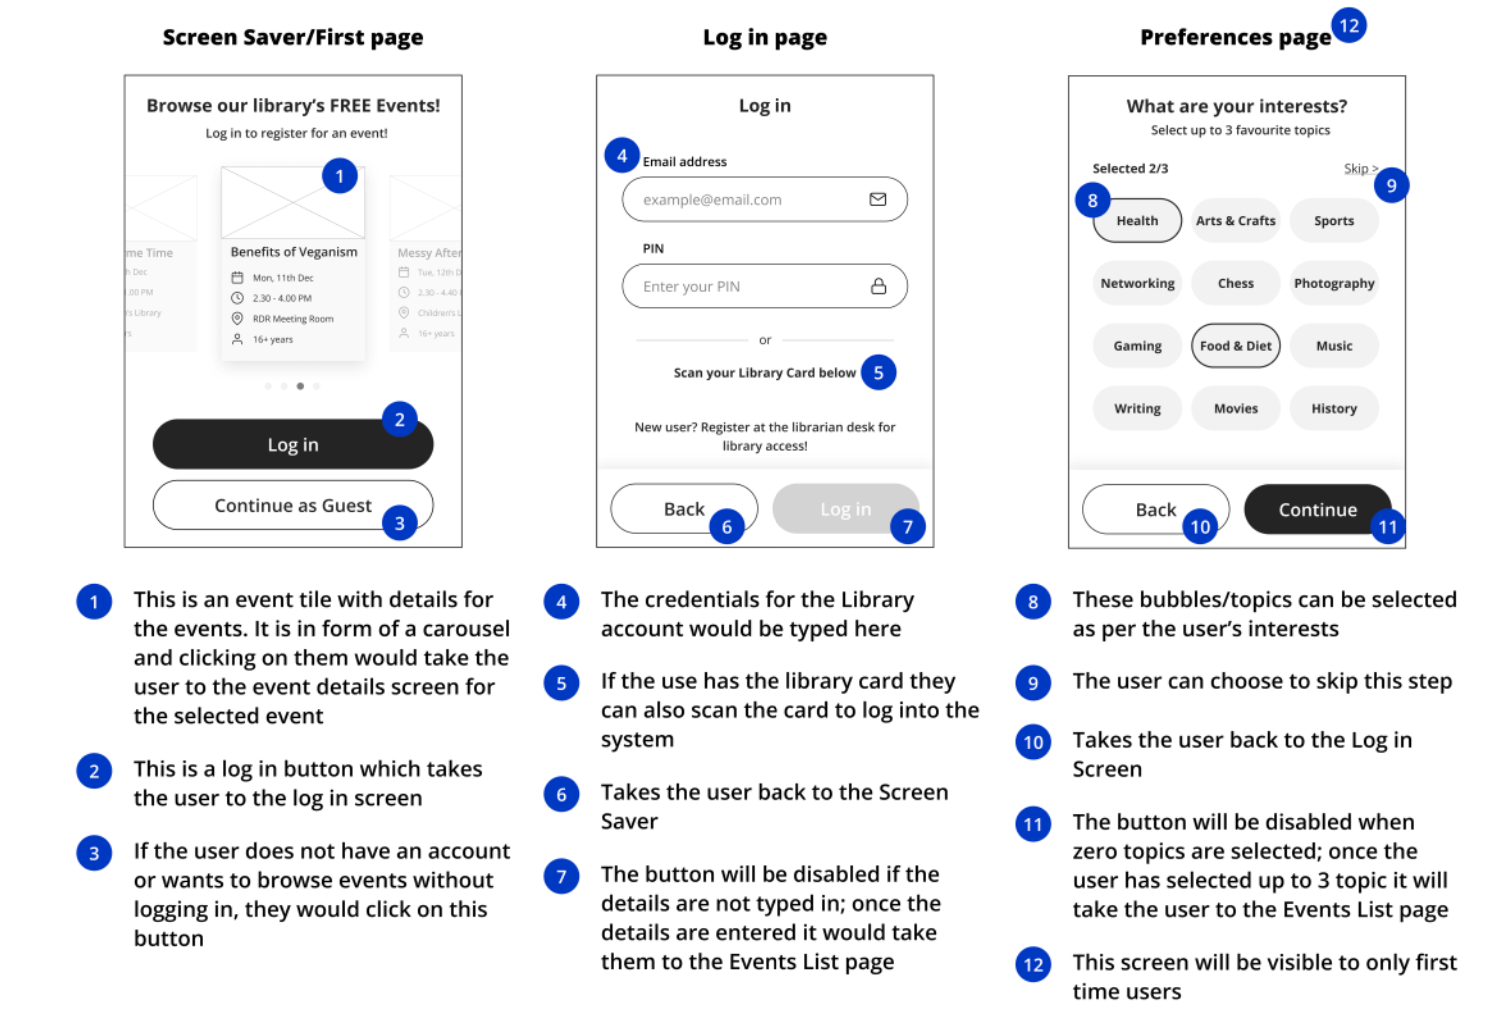 Screen Saver/First page
Browse our library's FREE Events!
Log in to register for an event!
1
me Time
Dec
.00 PM
's Library
rs
Benefits of Veganism
Mon, 11th Dec
2.30 - 4.00 PM
RDR Meeting Room
16+ years
Messy After
Tue, 12th D
2.30 - 4.40
Children's L
16+ years
2
Log in
Continue as Guest
3
1 This is an event tile with details for
the events. It is in form of a carousel
and clicking on them would take the
user to the event details screen for
the selected event
2 This is a log in button which takes
the user to the log in screen
3 If the user does not have an account
or wants to browse events without
logging in, they would click on this
button
Log in page
Log in
4
Email address
example@email.com
PIN
Enter your PIN
or
Scan your Library Card below 5
New user? Register at the librarian desk for
library access!
Back Log in
6 7
4 The credentials for the Library
account would be typed here
5 If the use has the library card they
can also scan the card to log into the
system
6 Takes the user back to the Screen
Saver
7 The button will be disabled if the
details are not typed in; once the
details are entered it would take
them to the Events List page
Preferences page 12
What are your interests?
Select up to 3 favourite topics
Selected 2/3 Skip >
8 9
Health Arts & Crafts Sports
Networking Chess Photography
Gaming Food & Diet Music
Writing Movies History
Back Continue
10 11
8 These bubbles/topics can be selected
as per the user's interests
9 The user can choose to skip this step
10 Takes the user back to the Log in
Screen
11 The button will be disabled when
zero topics are selected; once the
user has selected up to 3 topic it will
take the user to the Events List page
12 This screen will be visible to only first
time users